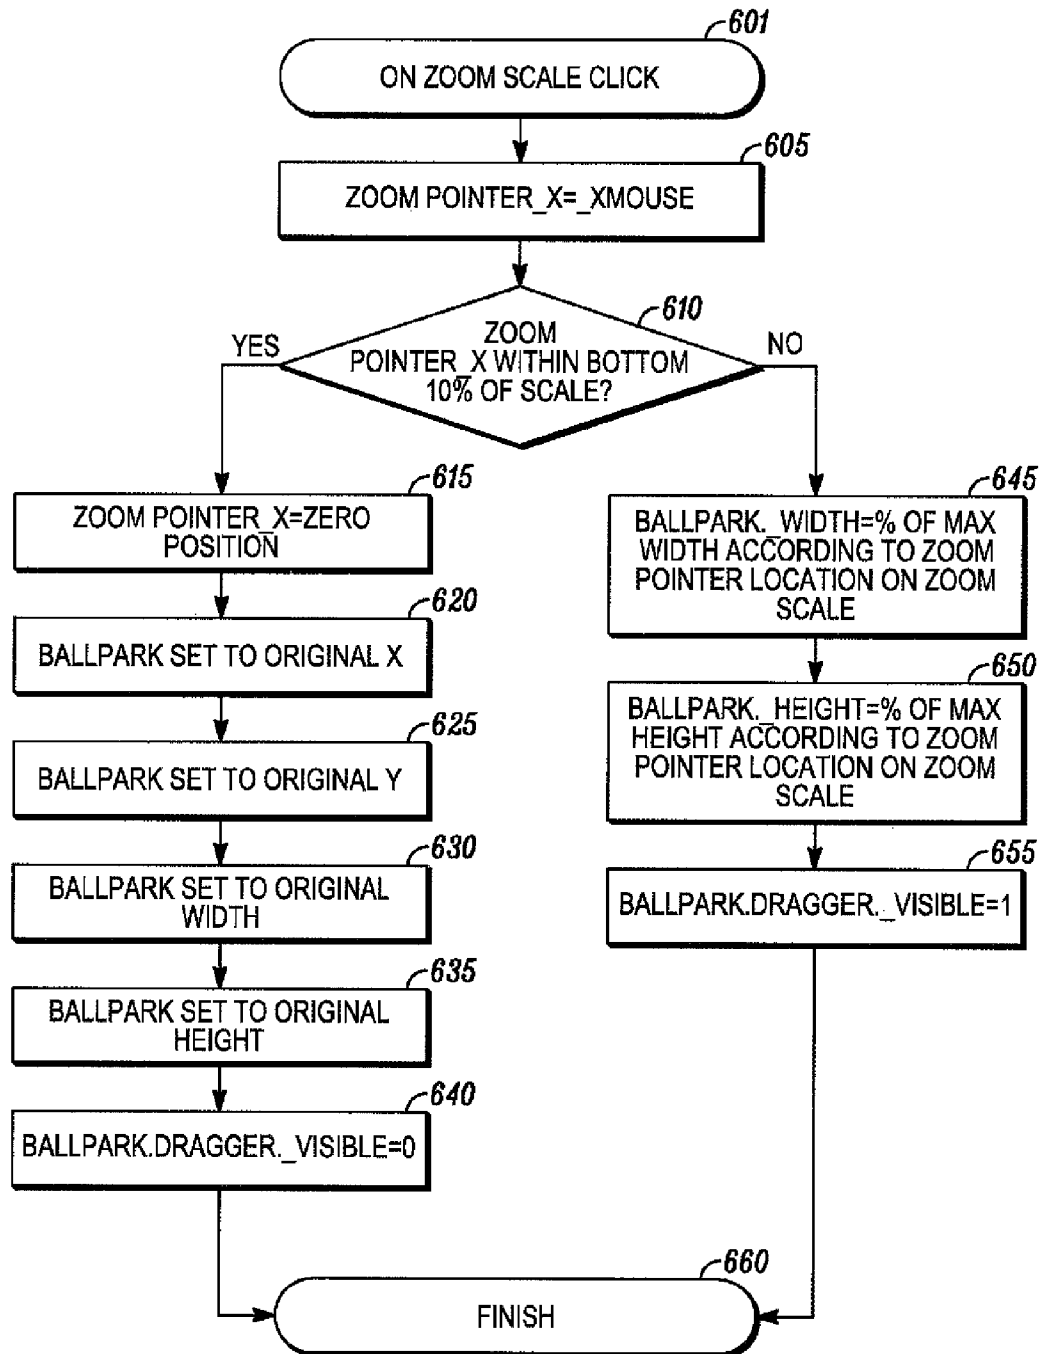 601
ON ZOOM SCALE CLICK
605
ZOOM POINTER_X=_XMOUSE
610
ZOOM
POINTER_X WITHIN BOTTOM
10% OF SCALE?
YES
NO
615
ZOOM POINTER_X=ZERO
POSITION
620
BALLPARK SET TO ORIGINAL X
625
BALLPARK SET TO ORIGINAL Y
630
BALLPARK SET TO ORIGINAL
WIDTH
635
BALLPARK SET TO ORIGINAL
HEIGHT
640
BALLPARK.DRAGGER._VISIBLE=0
645
BALLPARK._WIDTH=% OF MAX
WIDTH ACCORDING TO ZOOM
POINTER LOCATION ON ZOOM
SCALE
650
BALLPARK._HEIGHT=% OF MAX
HEIGHT ACCORDING TO ZOOM
POINTER LOCATION ON ZOOM
SCALE
655
BALLPARK.DRAGGER._VISIBLE=1
660
FINISH